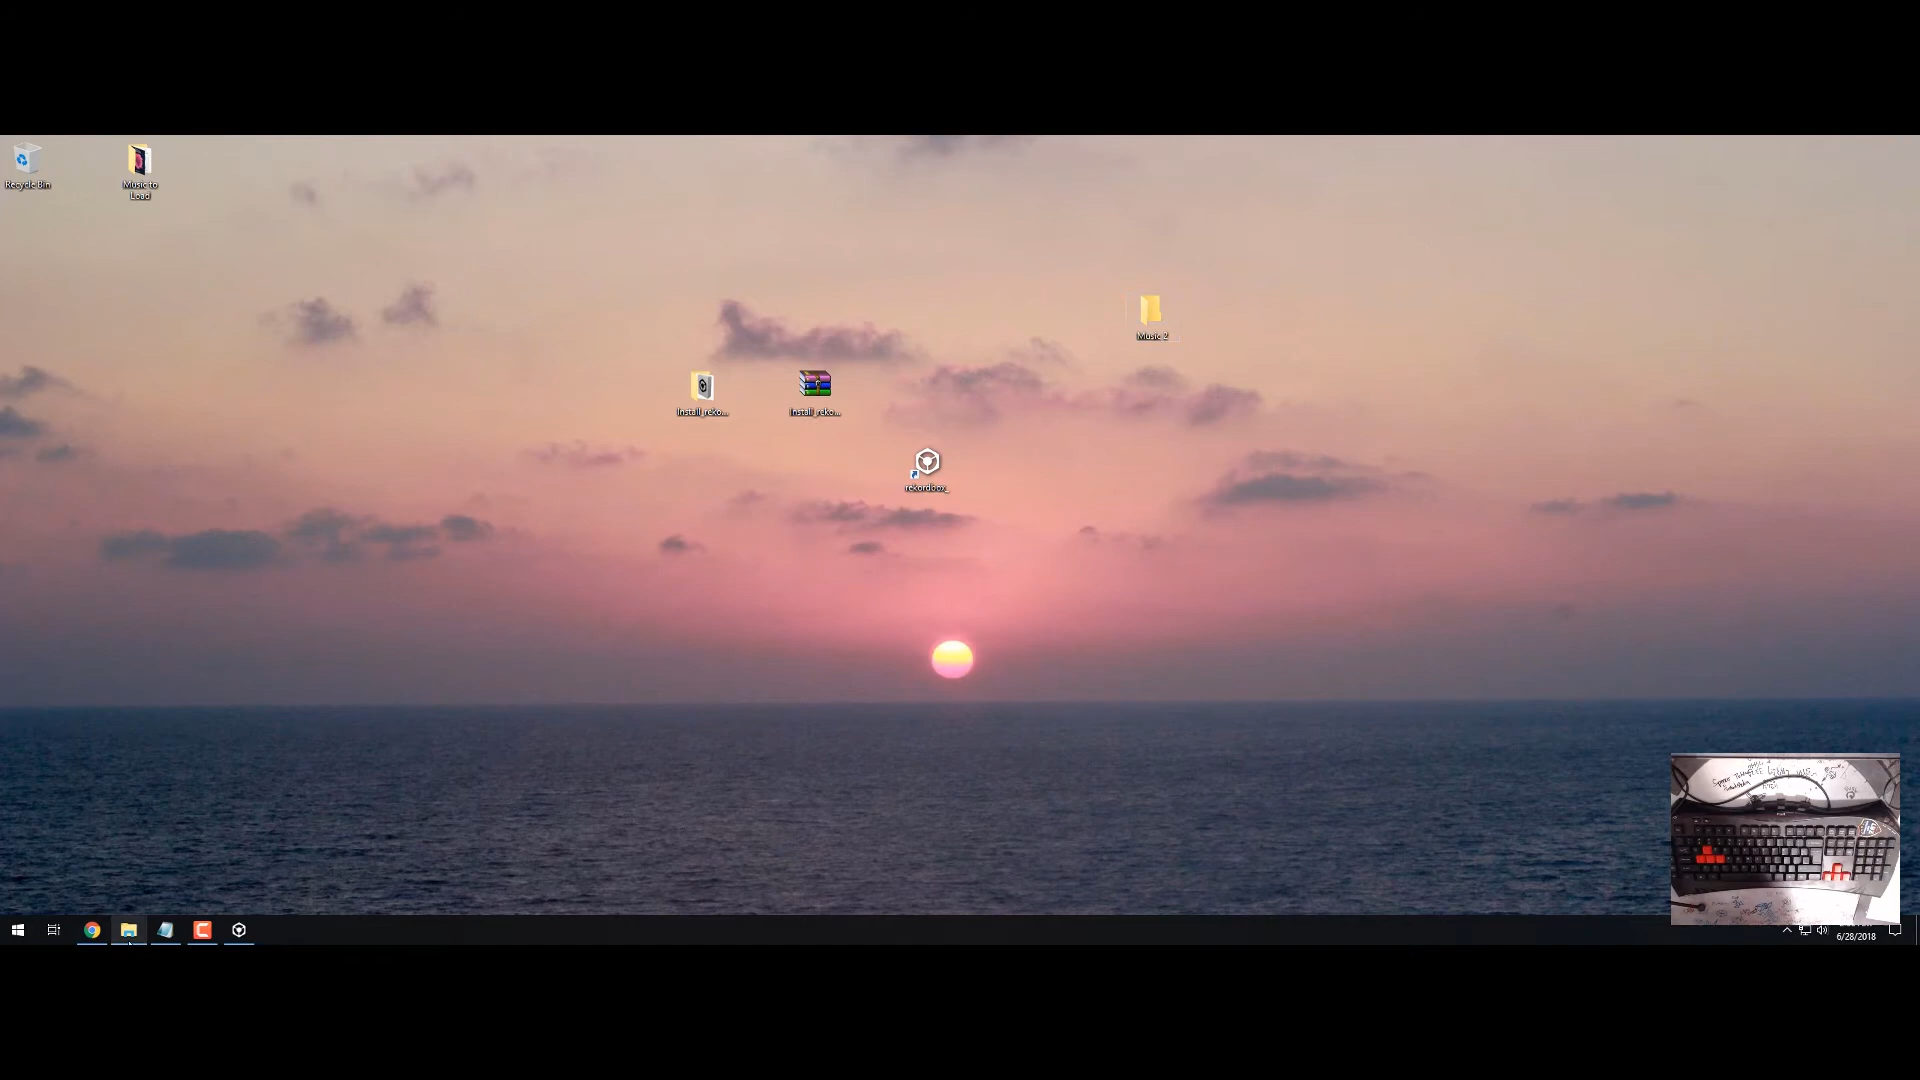 Recycle Bin
Music to
Load
Music 2
Install_reko...
Install_reko...
rekordbox_
6/28/2018